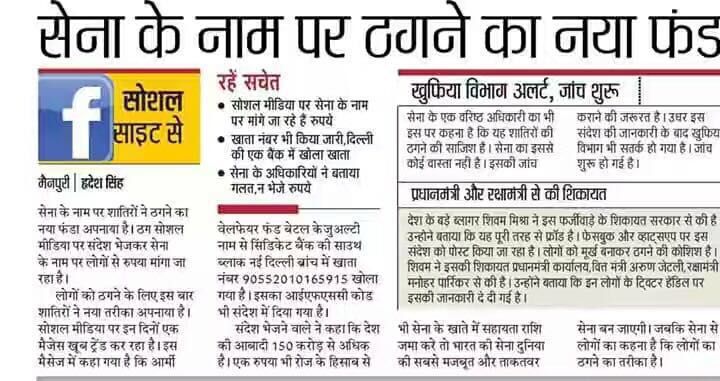 सेना के नाम पर ठगने का नया फंड
f सोशल
साइट से
मैनपुरी | हृदेश सिंह
सेना के नाम पर शातिरों ने ठगने का
नया फंडा अपनाया है। ठग सोशल
मीडिया पर संदेश भेजकर सेना
के नाम पर लोगों से रुपया मांगा जा
रहा है।
लोगों को ठगने के लिए इस बार
शातिरों ने नया तरीका अपनाया है।
सोशल मीडिया पर इन दिनों एक
मैजेस खूब ट्रेंड कर रहा है। इस
मैसेज में कहा गया है कि आर्मी
रहें सचेत
• सोशल मीडिया पर सेना के नाम
पर मांगे जा रहे हैं रुपये
• खाता नंबर भी किया जारी,दिल्ली
की एक बैंक में खोला खाता
• सेना के अधिकारियों ने बताया
गलत,न भेजे रुपये
वेलफेयर फंड बेटल केजुअल्टी
नाम से सिंडिकेट बैंक की साउथ
ब्लाक नई दिल्ली ब्रांच में खाता
नंबर 90552010165915 खोला
गया है। इसका आईएफएससी कोड
भी संदेश में दिया गया है।
संदेश भेजने वाले ने कहा कि देश
की आबादी 150 करोड़ से अधिक
है। एक रुपया भी रोज के हिसाब से
खुफिया विभाग अलर्ट, जांच शुरू
सेना के एक वरिष्ठ अधिकारी का भी
इस पर कहना है कि यह शातिरों की
ठगने की साजिश है। सेना का इससे
कोई वास्ता नहीं है। इसकी जांच
कराने की जरूरत है। उधर इस
संदेश की जानकारी के बाद खुफिया
विभाग भी सतर्क हो गया है। जांच
शुरू हो गई है।
प्रधानमंत्री और रक्षामंत्री से की शिकायत
देश के बड़े ब्लागर शिवम मिश्रा ने इस फर्जीवाड़े के शिकायत सरकार से की है
उन्होने बताया कि यह पूरी तरह से फ्रॉड है। फेसबुक और व्हाट्सएप पर इस
संदेश को पोस्ट किया जा रहा है। लोगों को मूर्ख बनाकर ठगने की कोशिश है।
शिवम ने इसकी शिकायत प्रधानमंत्री कार्यालय,वित्त मंत्री अरुण जेटली,रक्षामंत्री
मनोहर पार्रिकर से की है। उन्होंने बताया कि इन लोगों के ट्विटर हैंडिल पर
इसकी जानकारी दे दी गई है।
भी सेना के खाते में सहायता राशि
जमा करे तो भारत की सेना दुनिया
की सबसे मजबूत और ताकतवर
सेना बन जाएगी। जबकि सेना से
लोगों का कहना है कि लोगों का
ठगने का तरीका है।